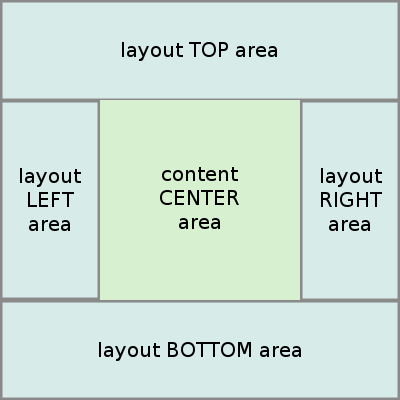 layout TOP area
layout
LEFT
area
content
CENTER
area
layout
RIGHT
area
layout BOTTOM area